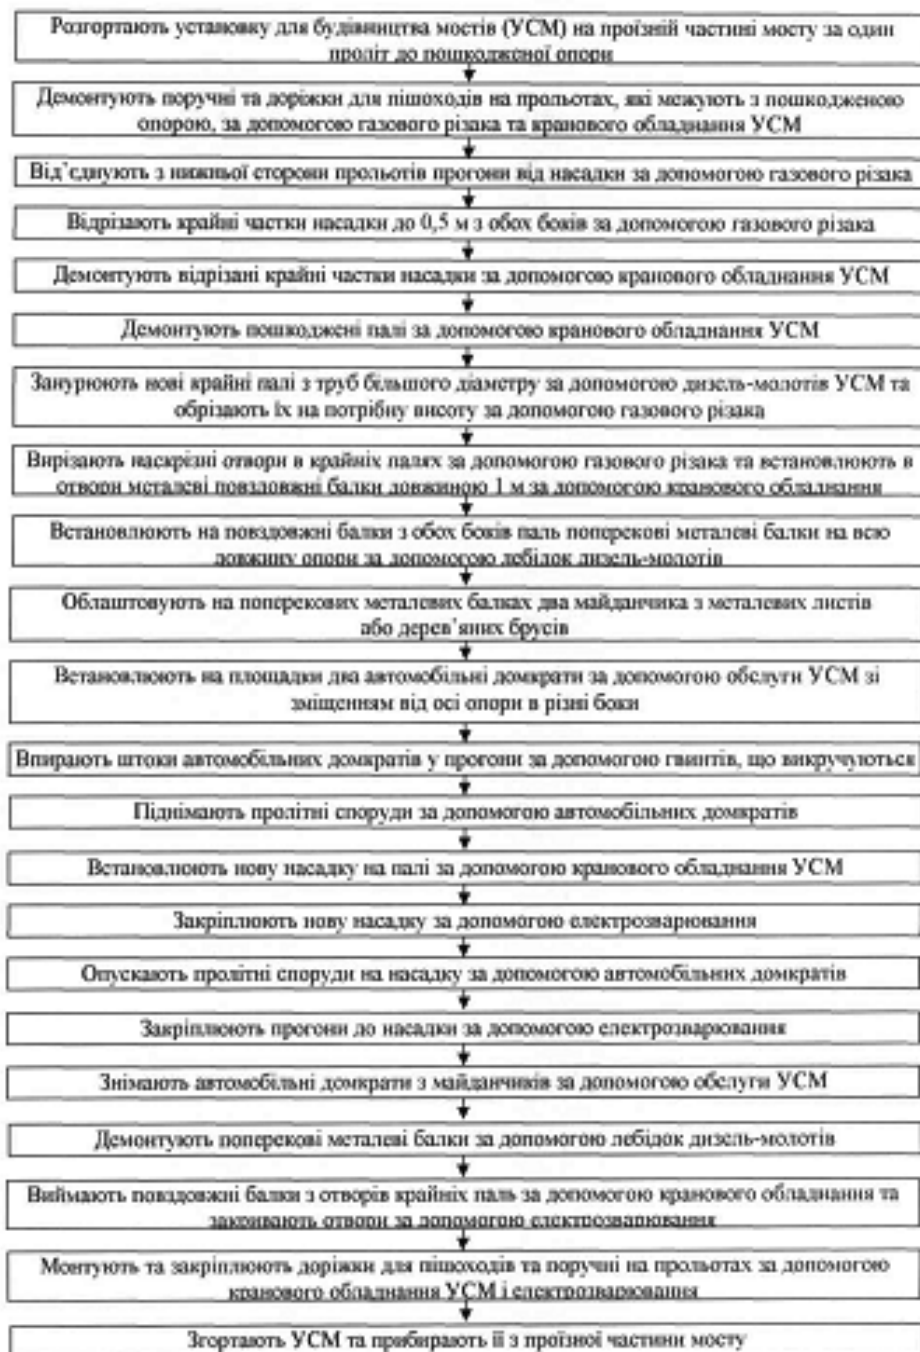 Розгортають установку для будівництва мостів (УСМ) на проїзній частині мосту за один
проліт до пошкодженої опори
Демонтують поручні та доріжки для пішоходів на прольотах, які межують з пошкодженою
опорою, за допомогою газового різака та кранового обладнання УСМ
Від’єднують з нижньої сторони прольотів прогони від насадки за допомогою газового різака
Відрізають крайні частки насадки до 0,5 м з обох боків за допомогою газового різака
Демонтують відрізані крайні частки насадки за допомогою кранового обладнання УСМ
Демонтують пошкоджені палі за допомогою кранового обладнання УСМ
Занурюють нові крайні палі з труб більшого діаметру за допомогою дизель-молотів УСМ та
обрізають їх на потрібну висоту за допомогою газового різака
Вирізають наскрізні отвори в крайніх палях за допомогою газового різака та встановлюють в
отвори металеві повздовжні балки довжиною 1 м за допомогою кранового обладнання
Встановлюють на повздовжні балки з обох боків паль поперекові металеві балки на всю
довжину опори за допомогою лебідок дизель-молотів
Облаштовують на поперекових металевих балках два майданчика з металевих листів
або дерев’яних брусів
Встановлюють на площадки два автомобільні домкрати за допомогою обслуги УСМ зі
зміщенням від осі опори в різні боки
Впирають штоки автомобільних домкратів у прогони за допомогою гвинтів, що викручуються
Піднімають пролітні споруди за допомогою автомобільних домкратів
Встановлюють нову насадку на палі за допомогою кранового обладнання УСМ
Закріплюють нову насадку за допомогою електрозварювання
Опускають пролітні споруди на насадку за допомогою автомобільних домкратів
Закріплюють прогони до насадки за допомогою електрозварювання
Знімають автомобільні домкрати з майданчиків за допомогою обслуги УСМ
Демонтують поперекові металеві балки за допомогою лебідок дизель-молотів
Виймають повздовжні балки з отворів крайніх паль за допомогою кранового обладнання та
закривають отвори за допомогою електрозварювання
Монтують та закріплюють доріжки для пішоходів та поручні на прольотах за допомогою
кранового обладнання УСМ і електрозварювання
Згортають УСМ та прибирають її з проїзної частини мосту